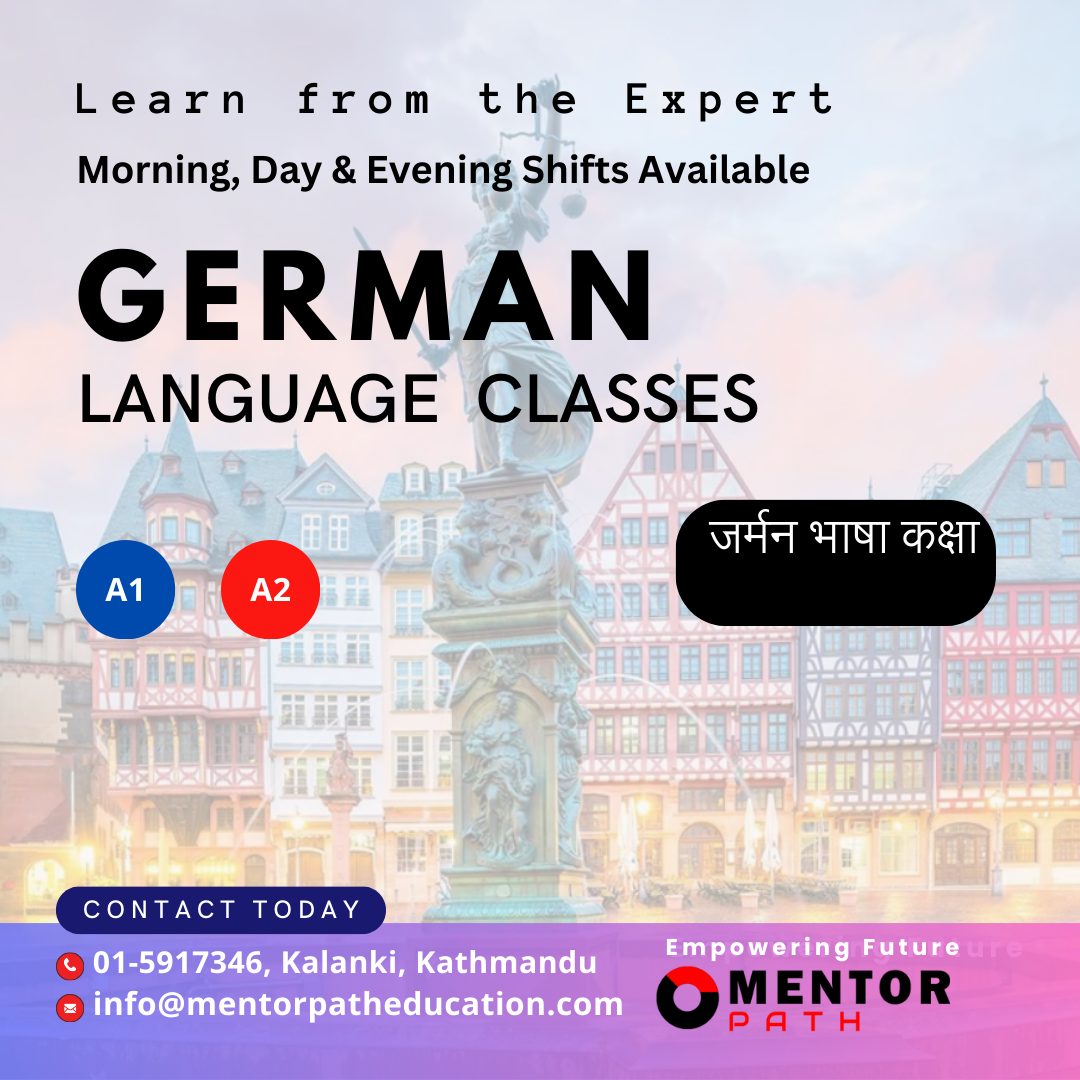 Learn from the Expert
Morning, Day & Evening Shifts Available
GERMAN
LANGUAGE CLASSES
जर्मन भाषा कक्षा
A1 A2
CONTACT TODAY
01-5917346, Kalanki, Kathmandu
info@mentorpatheducation.com
Empowering Future
MENTOR
PATH